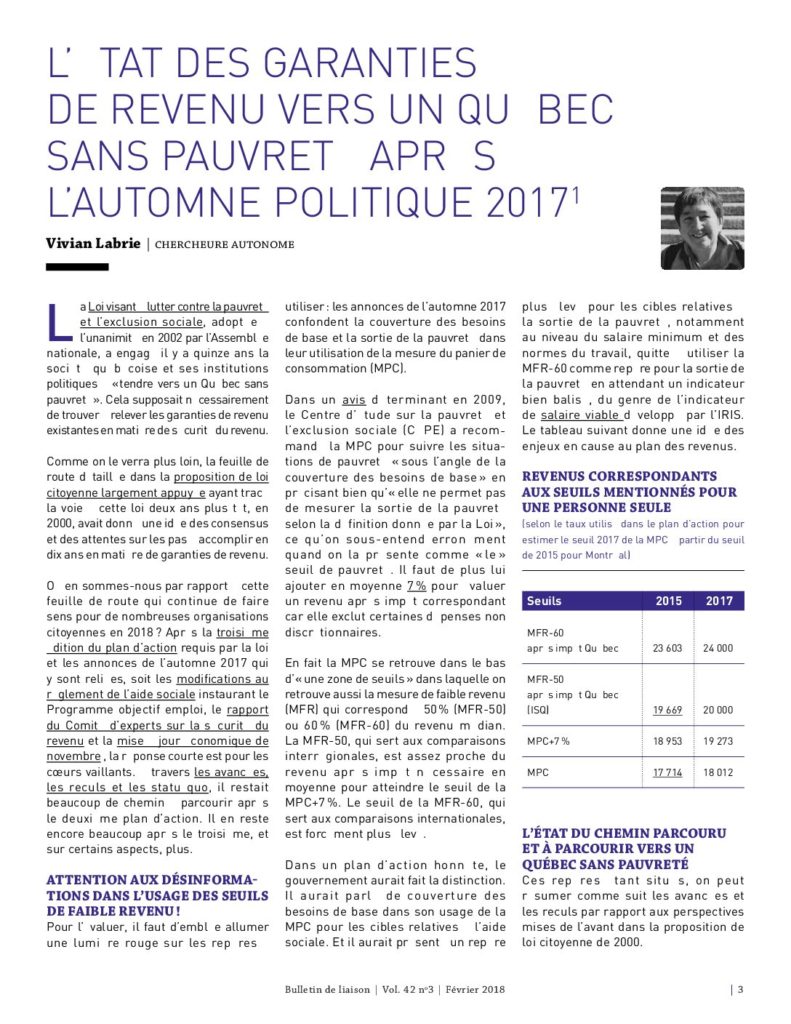 L’ TAT DES GARANTIES
DE REVENU VERS UN QU BEC
SANS PAUVRET APR S
L’AUTOMNE POLITIQUE 2017¹
Vivian Labrie | CHERCHEURE AUTONOME
La Loi visant lutter contre la pauvret
et l’exclusion sociale, adopt e
l’unanimit en 2002 par l’Assembl e
nationale, a engag il y a quinze ans la
soci t qu b coise et ses institutions
politiques «tendre vers un Qu bec sans
pauvret ». Cela supposait n cessairement
de trouver relever les garanties de revenu
existantes en mati re de s curit du revenu.
Comme on le verra plus loin, la feuille de
route d taill e dans la proposition de loi
citoyenne largement appuy e ayant trac
la voie cette loi deux ans plus t t, en
2000, avait donn une id e des consensus
et des attentes sur les pas accomplir en
dix ans en mati re de garanties de revenu.
O en sommes-nous par rapport cette
feuille de route qui continue de faire
sens pour de nombreuses organisations
citoyennes en 2018 ? Apr s la troisi me
dition du plan d’action requis par la loi
et les annonces de l’automne 2017 qui
y sont reli es, soit les modifications au
r glement de l’aide sociale instaurant le
Programme objectif emploi, le rapport
du Comit d’experts sur la s curit du
revenu et la mise jour conomique de
novembre , la r ponse courte est pour les
cœurs vaillants. travers les avanc es,
les reculs et les statu quo, il restait
beaucoup de chemin parcourir apr s
le deuxi me plan d’action. Il en reste
encore beaucoup apr s le troisi me, et
sur certains aspects, plus.
ATTENTION AUX DÉSINFORMA-
TIONS DANS L’USAGE DES SEUILS
DE FAIBLE REVENU !
Pour l’ valuer, il faut d’embl e allumer
une lumi re rouge sur les rep res
utiliser : les annonces de l’automne 2017
confondent la couverture des besoins
de base et la sortie de la pauvret dans
leur utilisation de la mesure du panier de
consommation (MPC).
Dans un avis d terminant en 2009,
le Centre d’ tude sur la pauvret et
l’exclusion sociale (C PE) a recom-
mand la MPC pour suivre les situa-
tions de pauvret « sous l’angle de la
couverture des besoins de base » en
pr cisant bien qu’« elle ne permet pas
de mesurer la sortie de la pauvret
selon la d finition donn e par la Loi »,
ce qu’on sous-entend erron ment
quand on la pr sente comme « le »
seuil de pauvret . Il faut de plus lui
ajouter en moyenne 7 % pour valuer
un revenu apr s imp t correspondant
car elle exclut certaines d penses non
discr tionnaires.
En fait la MPC se retrouve dans le bas
d’« une zone de seuils » dans laquelle on
retrouve aussi la mesure de faible revenu
(MFR) qui correspond 50 % (MFR-50)
ou 60 % (MFR-60) du revenu m dian.
La MFR-50, qui sert aux comparaisons
interr gionales, est assez proche du
revenu apr s imp t n cessaire en
moyenne pour atteindre le seuil de la
MPC+7%. Le seuil de la MFR-60, qui
sert aux comparaisons internationales,
est forc ment plus lev .
Dans un plan d’action honn te, le
gouvernement aurait fait la distinction.
Il aurait parl de couverture des
besoins de base dans son usage de la
MPC pour les cibles relatives l’aide
sociale. Et il aurait pr sent un rep re
plus lev pour les cibles relatives
la sortie de la pauvret , notamment
au niveau du salaire minimum et des
normes du travail, quitte utiliser la
MFR-60 comme rep re pour la sortie de
la pauvret en attendant un indicateur
bien balis , du genre de l’indicateur
de salaire viable d velopp par l’IRIS.
Le tableau suivant donne une id e des
enjeux en cause au plan des revenus.
REVENUS CORRESPONDANTS
AUX SEUILS MENTIONNÉS POUR
UNE PERSONNE SEULE
(selon le taux utilis dans le plan d’action pour
estimer le seuil 2017 de la MPC partir du seuil
de 2015 pour Montr al)
Seuils 2015 2017
MFR-60
apr s imp t Qu bec 23 603 24 000
MFR-50
apr s imp t Qu bec
(ISQ) 19 669 20 000
MPC+7 % 18 953 19 273
MPC 17 714 18 012
L’ÉTAT DU CHEMIN PARCOURU
ET À PARCOURIR VERS UN
QUÉBEC SANS PAUVRETÉ
Ces rep res tant situ s, on peut
r sumer comme suit les avanc es et
les reculs par rapport aux perspectives
mises de l’avant dans la proposition de
loi citoyenne de 2000.
Bulletin de liaison | Vol. 42 nº3 | Février 2018 | 3